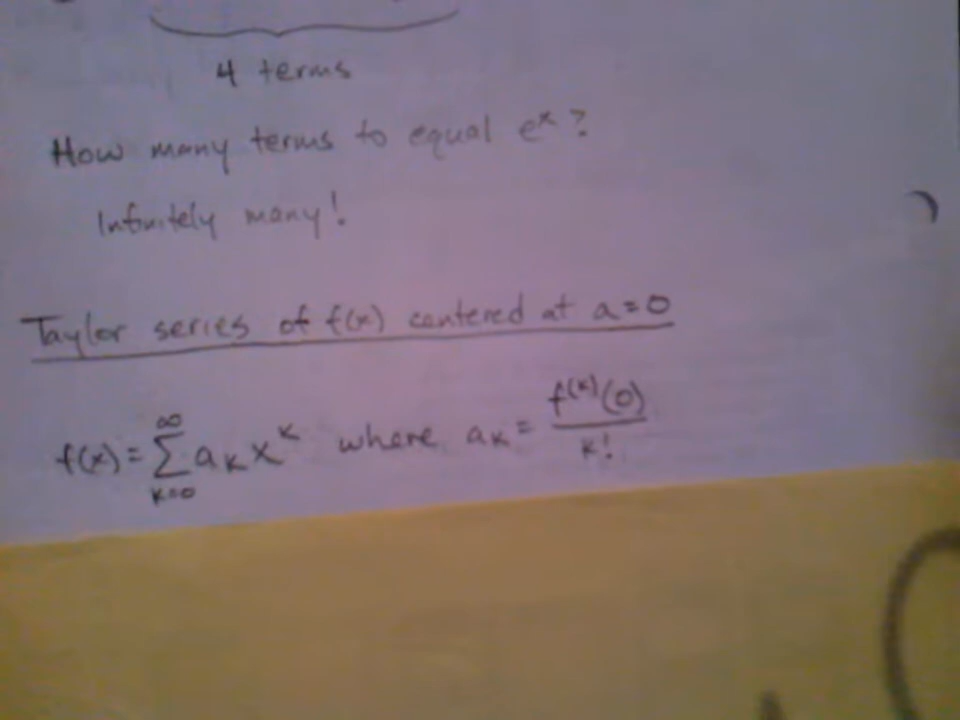 4 terms
How many terms to equal eˣ?
Infinitely many!
Taylor series of f(x) centered at a=0
f(x) = ∑_{k=0}^{∞} a_k x^k where a_k = f^{(k)}(0) / k!